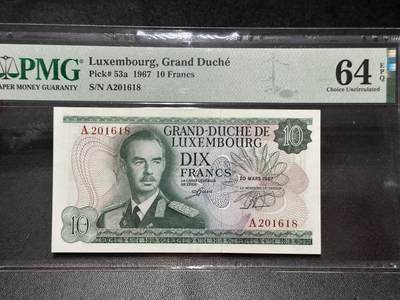 PMG
PAPER MONEY GUARANTY
Luxembourg, Grand Duché
Pick# 53a 1967 10 Francs
S/N A201618
64 EPQ
Choice Uncirculated
A 201618
GRAND-DUCHÉ DE
LUXEMBOURG
10
DIX
FRANCS
20 MARS 1967
A 201618
10